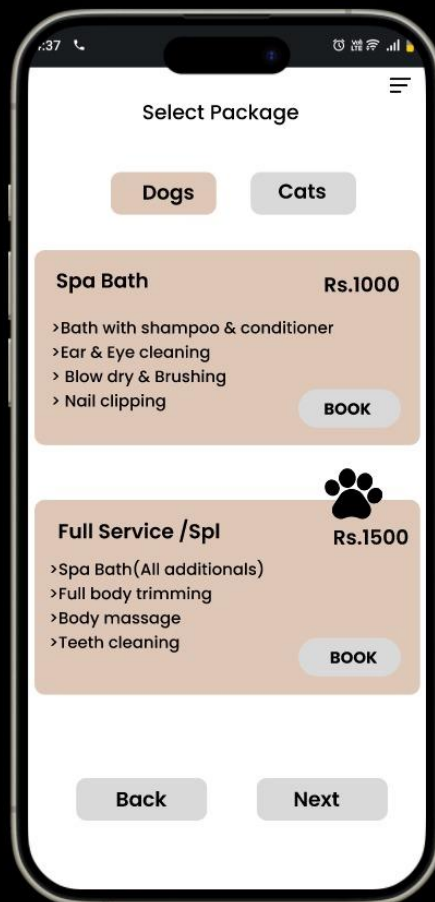 :37
Select Package
Dogs Cats
Spa Bath Rs.1000
>Bath with shampoo & conditioner
>Ear & Eye cleaning
> Blow dry & Brushing
> Nail clipping
BOOK
Full Service /Spl Rs.1500
>Spa Bath(All additionals)
>Full body trimming
>Body massage
>Teeth cleaning
BOOK
Back Next